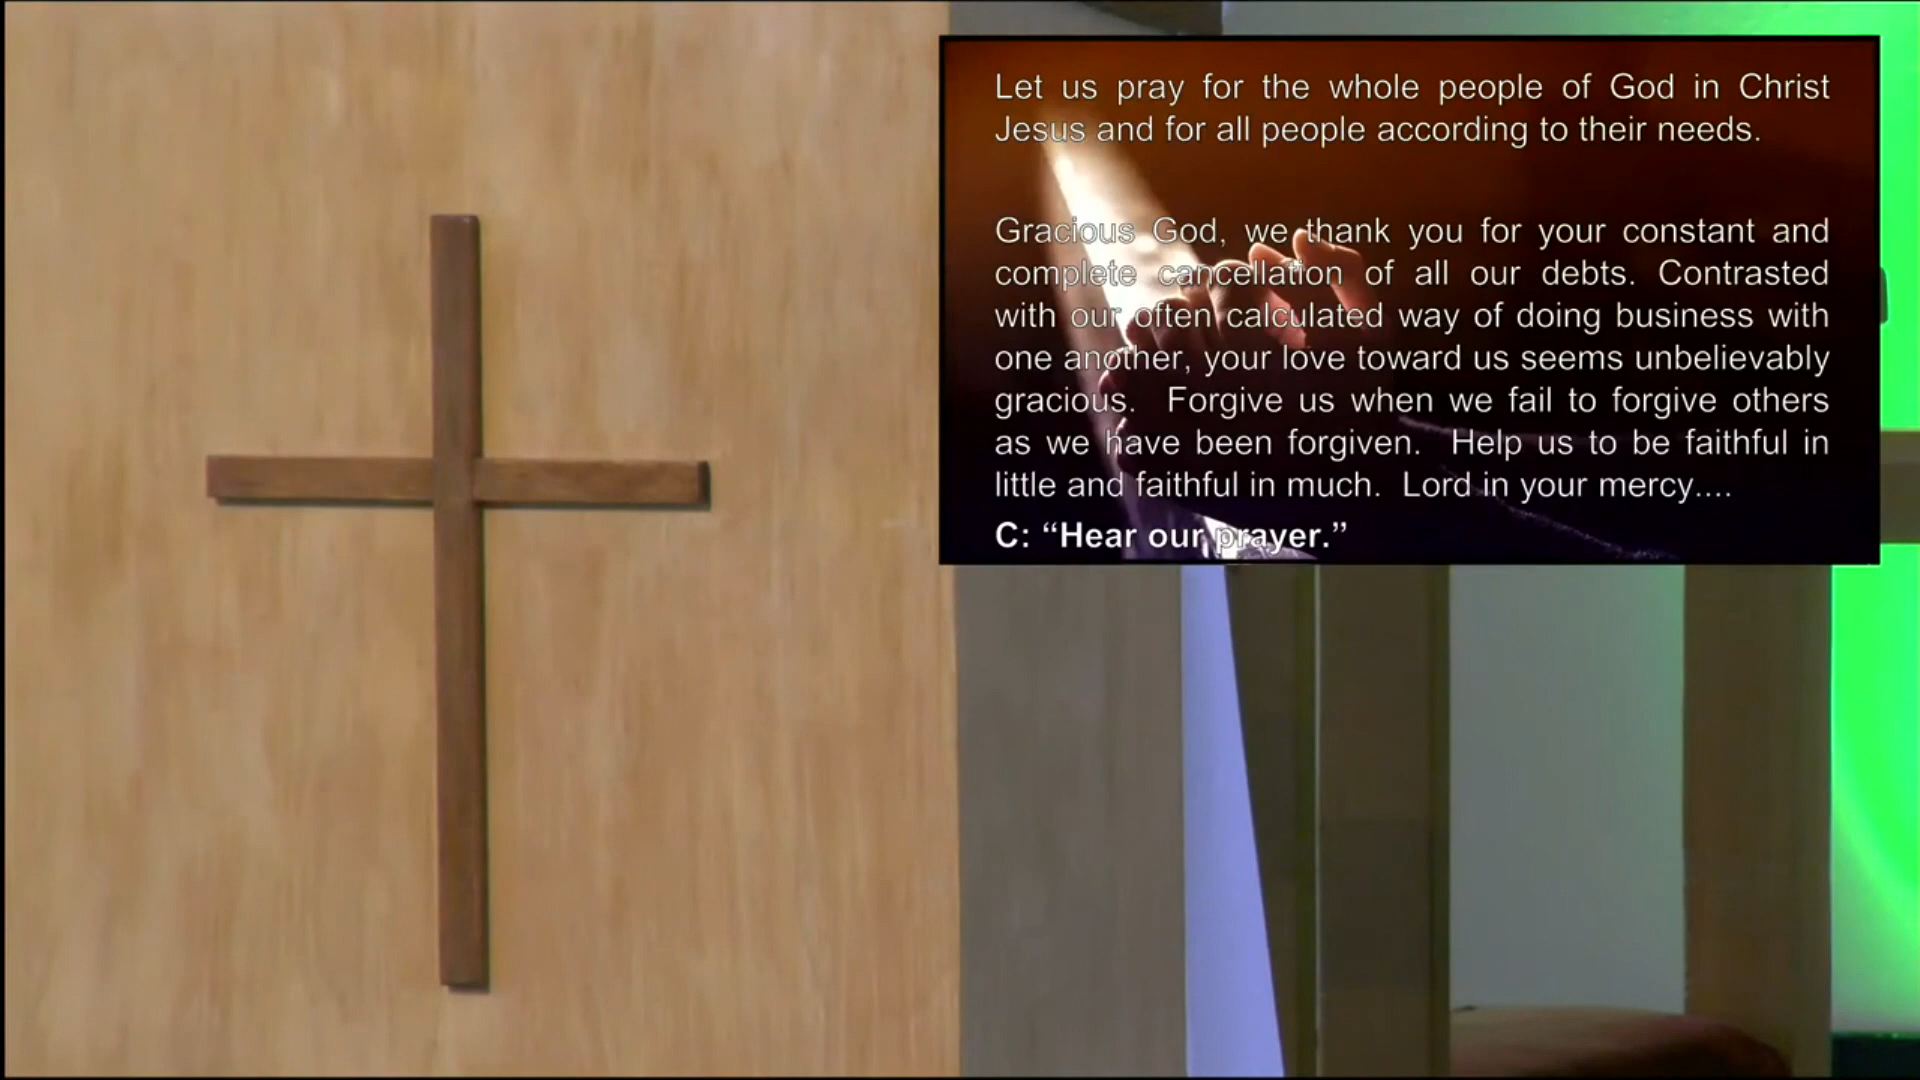 Let us pray for the whole people of God in Christ
Jesus and for all people according to their needs.
Gracious God, we thank you for your constant and
complete cancellation of all our debts. Contrasted
with our often calculated way of doing business with
one another, your love toward us seems unbelievably
gracious. Forgive us when we fail to forgive others
as we have been forgiven. Help us to be faithful in
little and faithful in much. Lord in your mercy....
C: “Hear our prayer.”